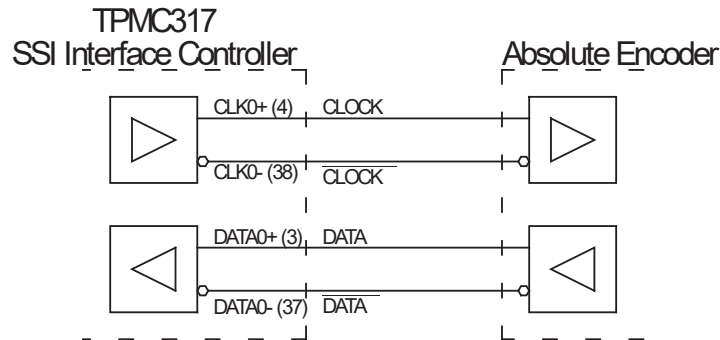 TPMC317
SSI Interface Controller
Absolute Encoder
CLK0+ (4) CLOCK
CLK0- (38) CLOCK
DATA0+ (3) DATA
DATA0- (37) DATA